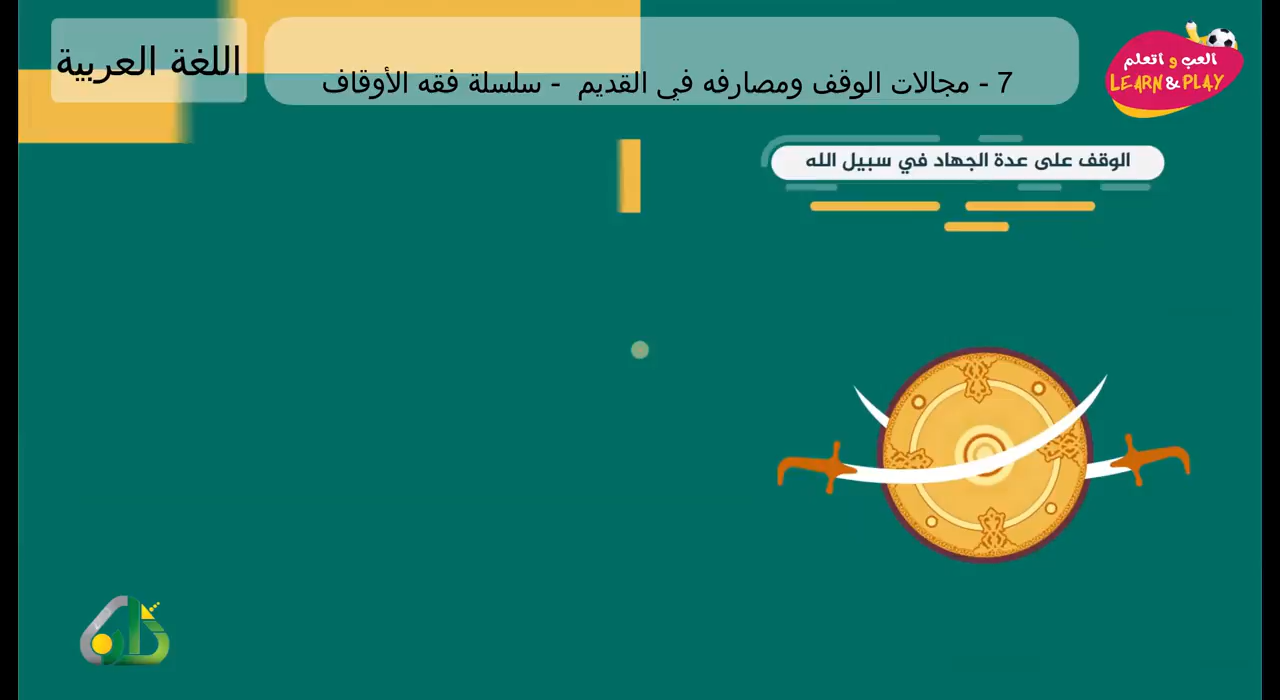 اللغة العربية
7 - مجالات الوقف ومصارفه في القديم - سلسلة فقه الأوقاف
العب و أتعلم
LEARN & PLAY
الوقف على عدة الجهاد في سبيل الله